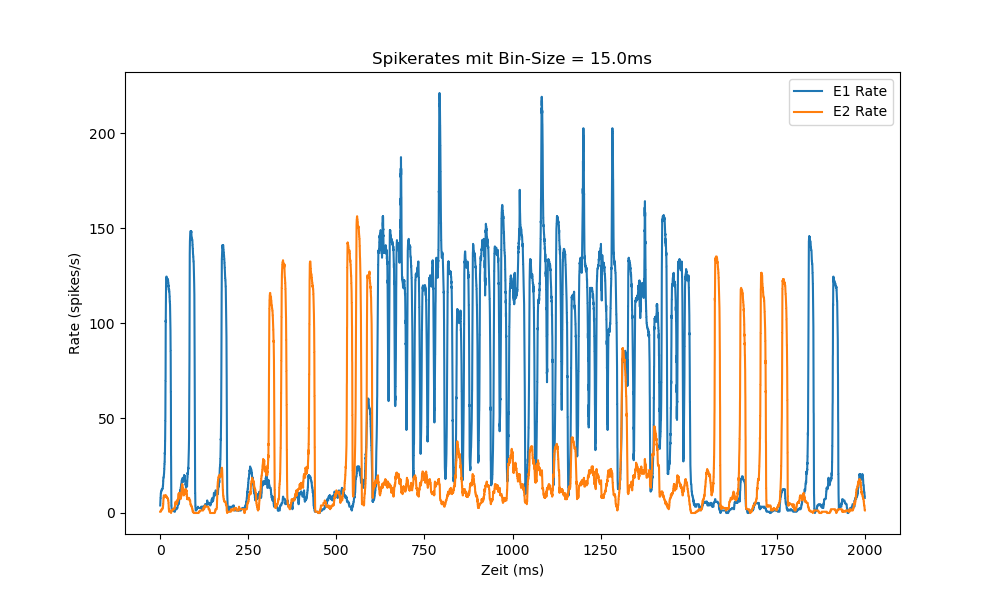 Spikerates mit Bin-Size = 15.0ms
E1 Rate
E2 Rate
Rate (spikes/s)
200
150
100
50
0
0 250 500 750 1000 1250 1500 1750 2000
Zeit (ms)